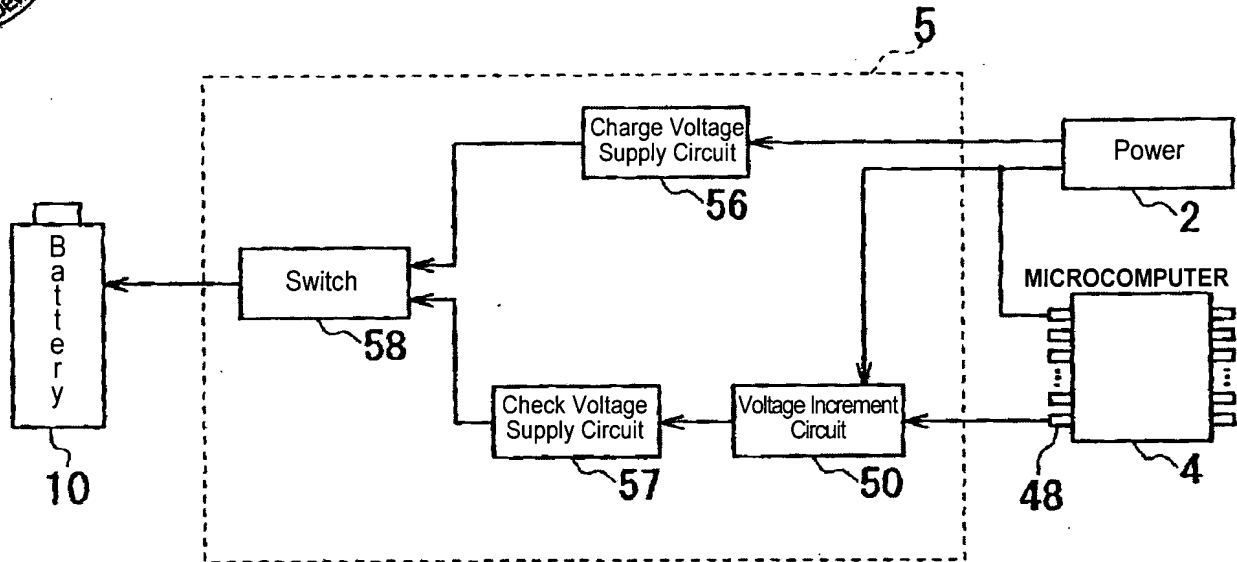 5
Charge Voltage
Supply Circuit
56
Power
2
Battery
10
Switch
58
MICROCOMPUTER
Check Voltage
Supply Circuit
57
Voltage Increment
Circuit
50
48
4